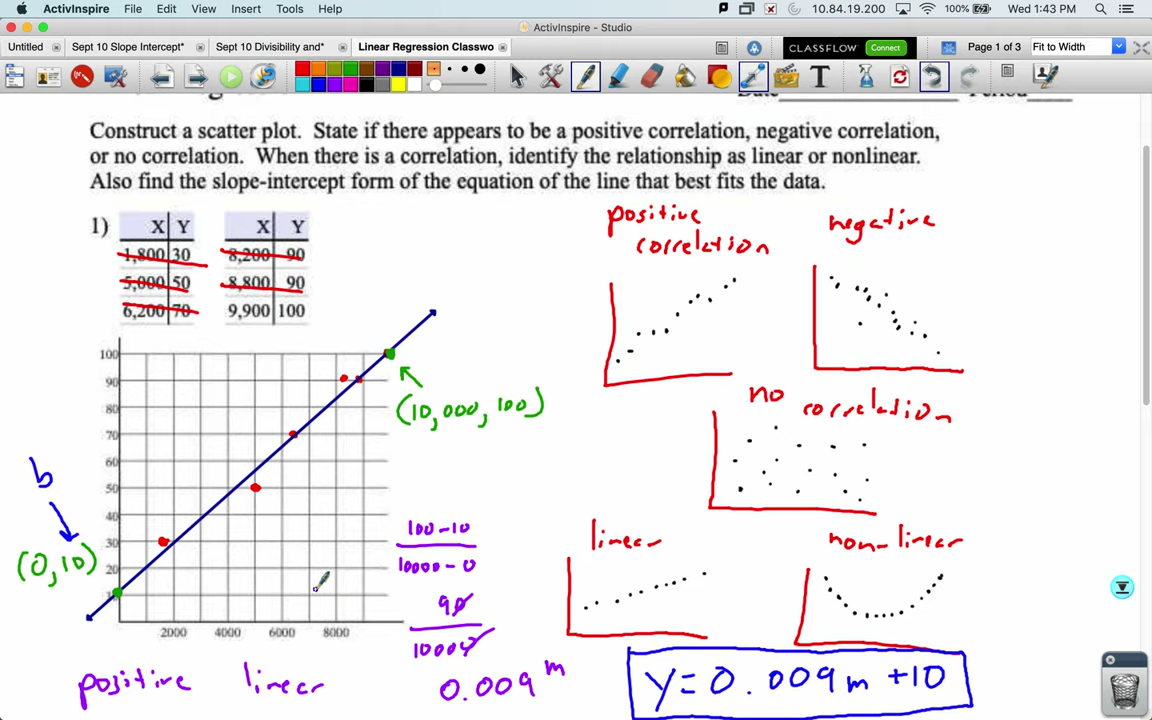 ActivInspire File Edit View Insert Tools Help 10.84.19.200 100% Wed 1:43 PM
ActivInspire - Studio
Untitled Sept 10 Slope Intercept* Sept 10 Divisibility and* Linear Regression Classwo CLASSFLOW Connect Page 1 of 3 Fit to Width
T
Date Period
Construct a scatter plot. State if there appears to be a positive correlation, negative correlation,
or no correlation. When there is a correlation, identify the relationship as linear or nonlinear.
Also find the slope-intercept form of the equation of the line that best fits the data.
1) X Y X Y
1,800 30 8,200 90
5,000 50 8,800 90
6,200 70 9,900 100
positive
correlation
negative
100
90
80
70
60
50
40
30
20
10
2000 4000 6000 8000
(10,000, 100)
b
(0,10)
no correlation
100-10
10000-0
90
10000
0.009 m
linear
non-linear
positive linear
y=0.009m+10